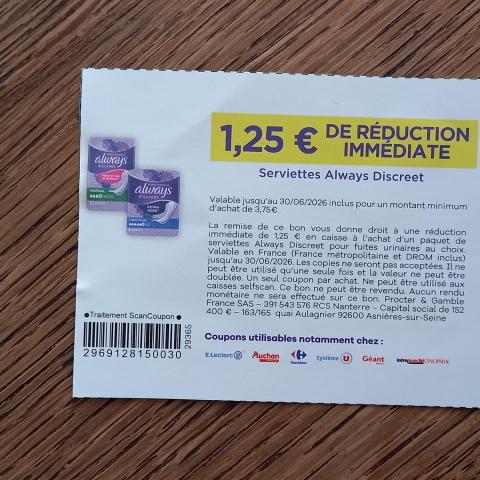 1,25 € DE RÉDUCTION
IMMÉDIATE
Serviettes Always Discreet
always
discreet
NORMAL
always
discreet
Valable jusqu'au 30/06/2026 inclus pour un montant minimum
d'achat de 3,75€.
La remise de ce bon vous donne droit à une réduction
immédiate de 1,25 € en caisse à l'achat d'un paquet de
serviettes Always Discreet pour fuites urinaires au choix.
Valable en France (France métropolitaine et DROM inclus)
jusqu'au 30/06/2026. Les copies ne seront pas acceptées. Il ne
peut être utilisé qu'une seule fois et la valeur ne peut être
doublée. Un seul coupon par achat. Ne peut être utilisé aux
caisses selfscan. Ce bon ne peut être revendu. Aucun rendu
monétaire ne sera effectué sur ce bon. Procter & Gamble
France SAS – 391 543 576 RCS Nanterre – Capital social de 152
400 € – 163/165 quai Aulagnier 92600 Asnières-sur-Seine
●Traitement ScanCoupon●
29365
2969128150030
Coupons utilisables notamment chez :
E.Leclerc Auchan Carrefour Système U Géant Intermarché MONOPRIX